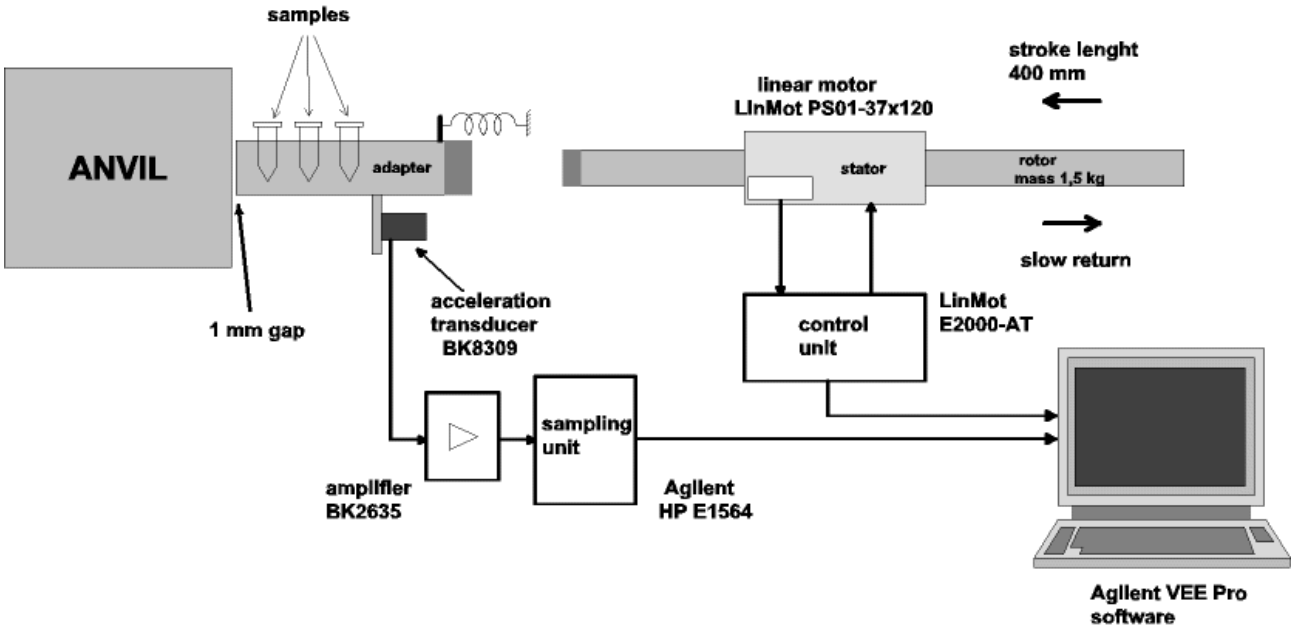 samples
stroke lenght
400 mm
linear motor
LinMot PS01-37x120
ANVIL
adapter
stator
rotor
mass 1,5 kg
slow return
1 mm gap
acceleration
transducer
BK8309
control
unit
LinMot
E2000-AT
sampling
unit
amplifier
BK2635
Agilent
HP E1564
Agilent VEE Pro
software